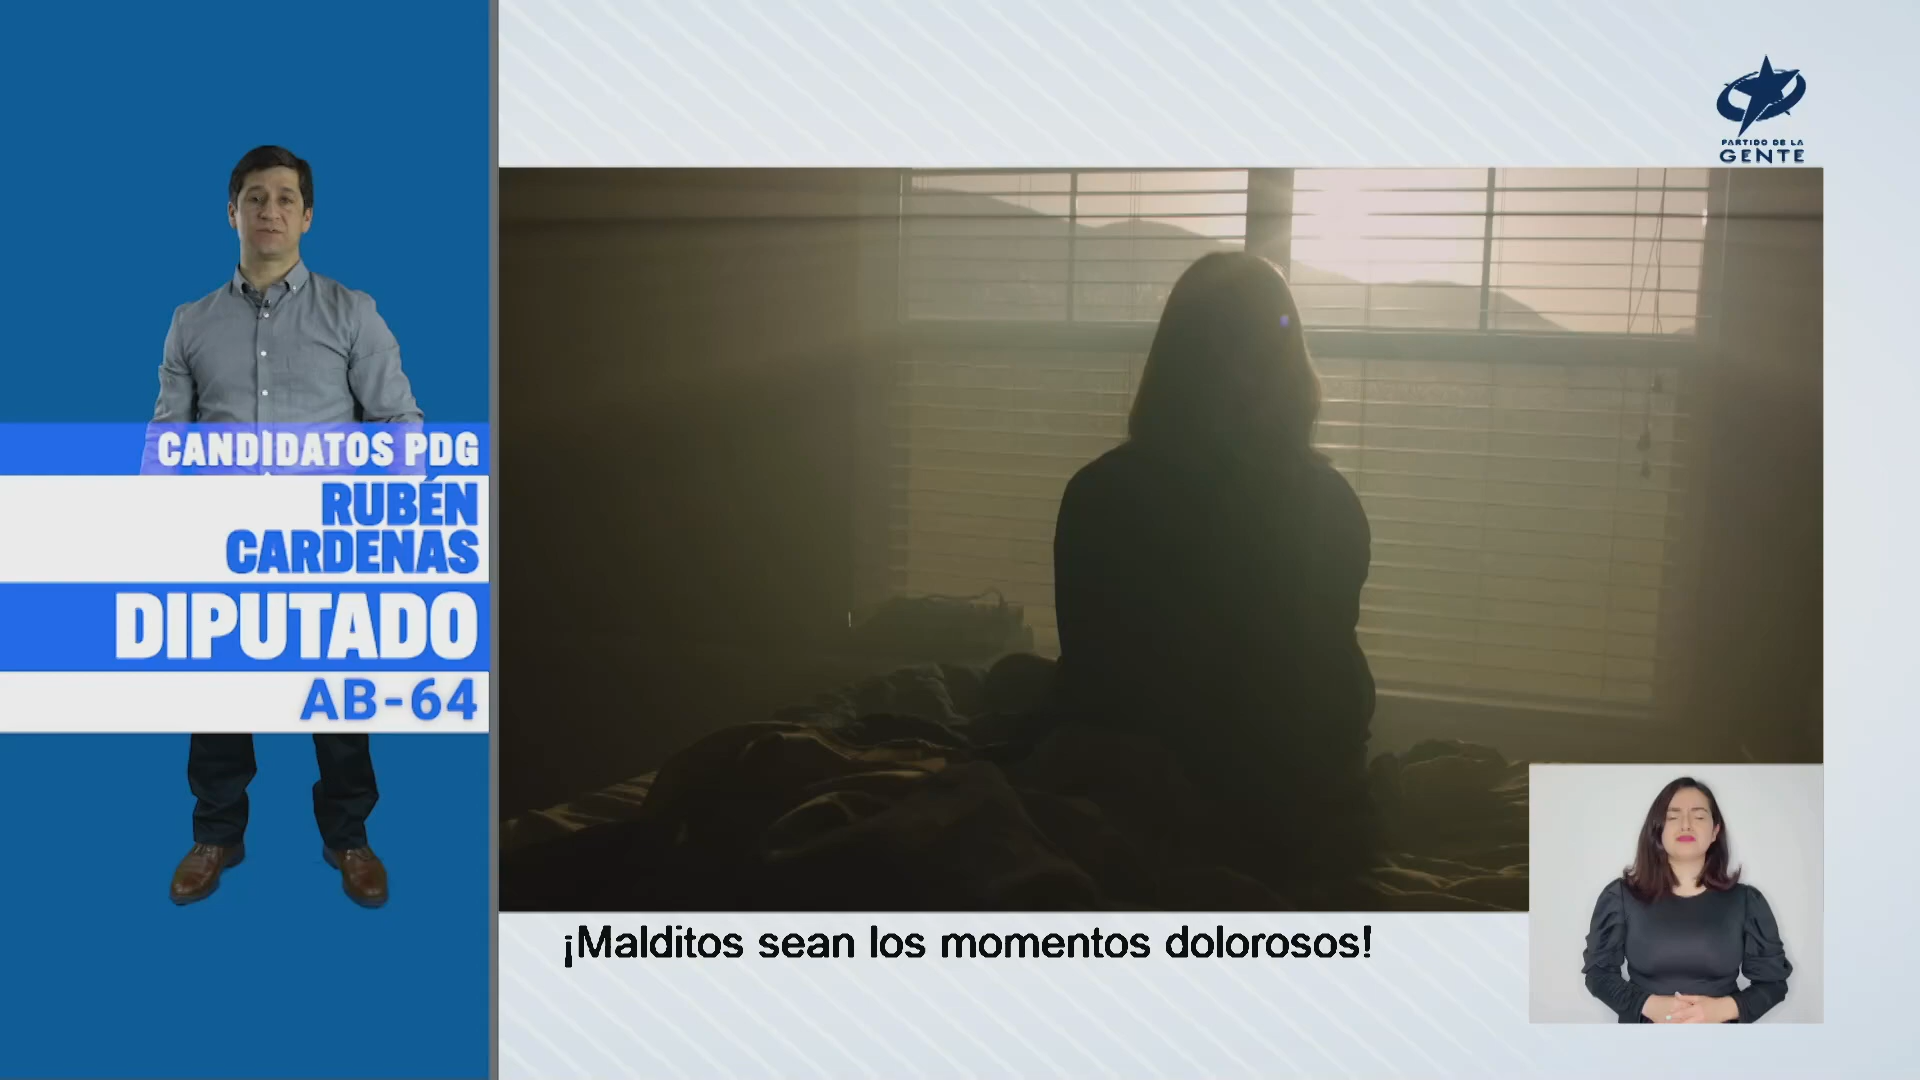 CANDIDATOS PDG
RUBÉN
CARDENAS
DIPUTADO
AB-64
PARTIDO DE LA
GENTE
¡Malditos sean los momentos dolorosos!